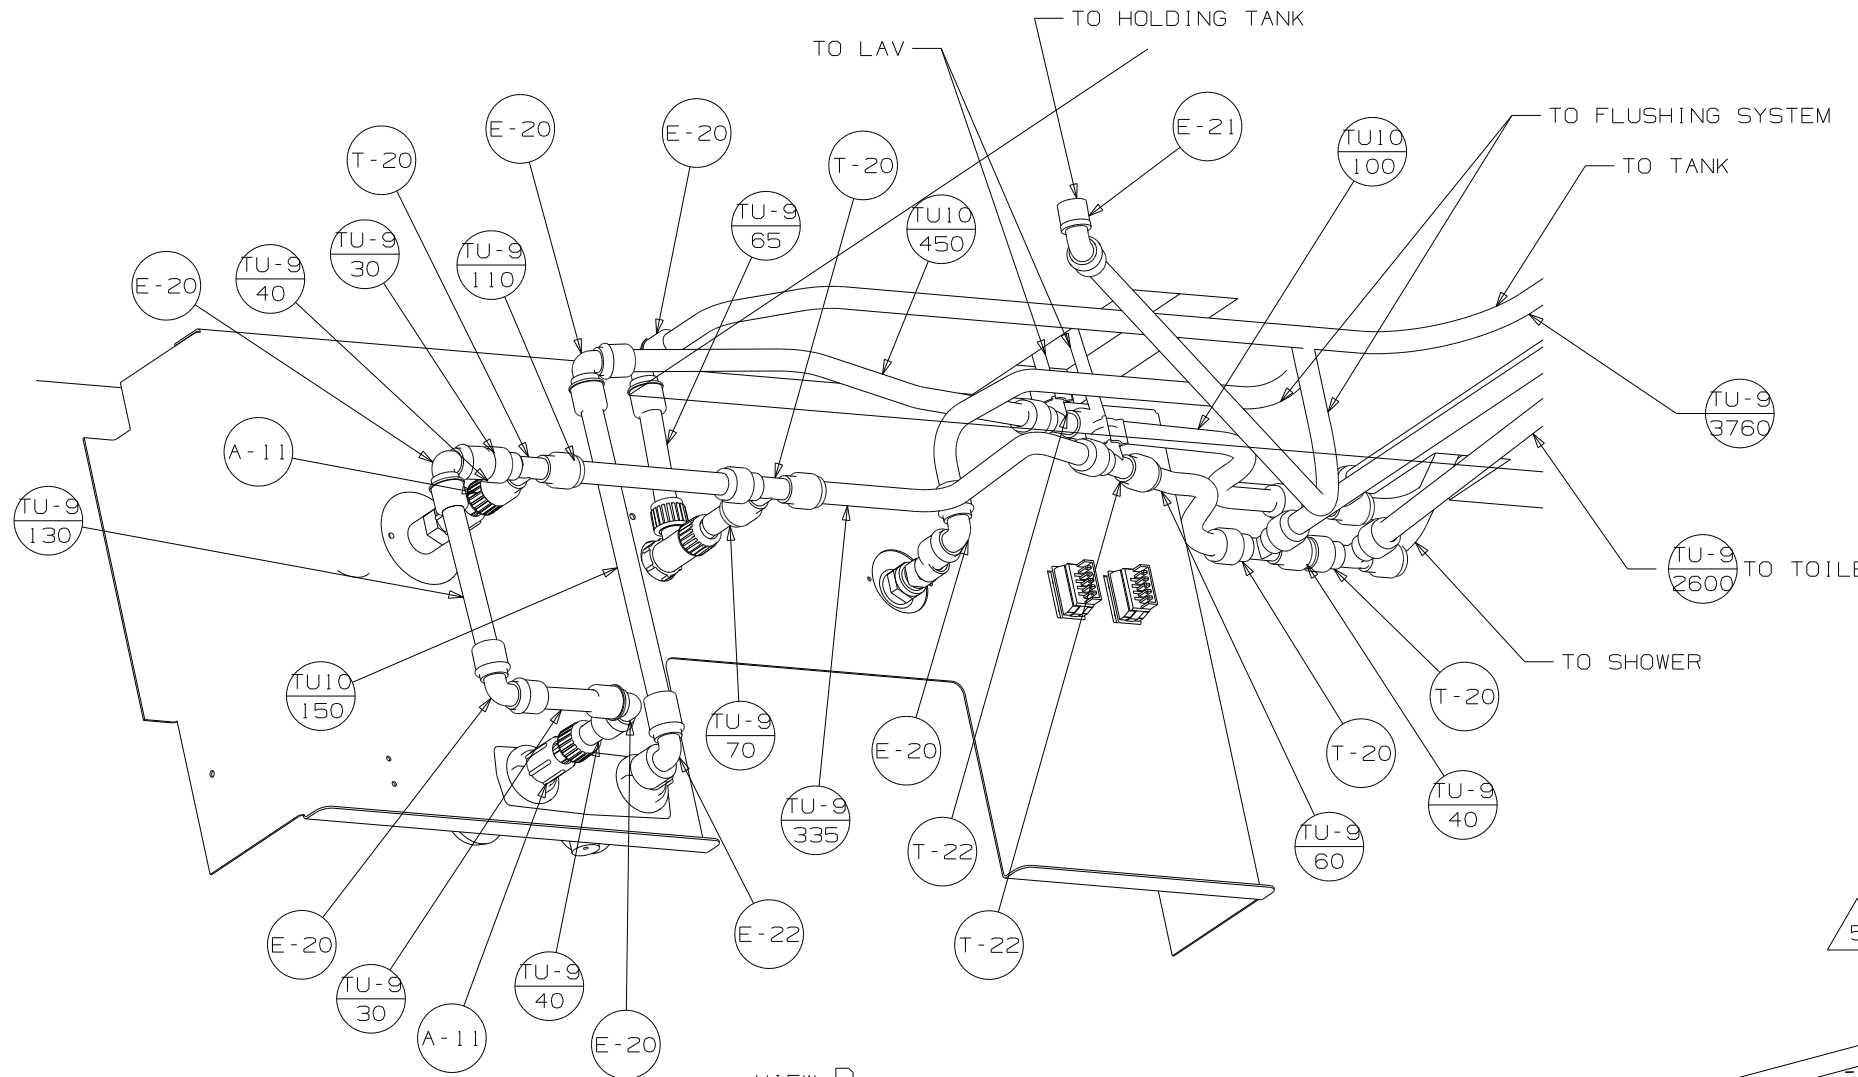 TO HOLDING TANK
TO LAV
E-20
E-20
E-21
TO FLUSHING SYSTEM
T-20
T-20
TU10
100
TO TANK
TU-9
65
TU10
450
TU-9
30
TU-9
110
E-20
TU-9
40
TU-9
3760
A-11
TU-9
130
TU-9
2600
TO TOILE
TO SHOWER
TU10
150
TU-9
70
E-20
T-20
T-20
TU-9
335
TU-9
40
T-22
TU-9
60
E-20
E-22
T-22
5
TU-9
30
TU-9
40
A-11
E-20
VIEW D